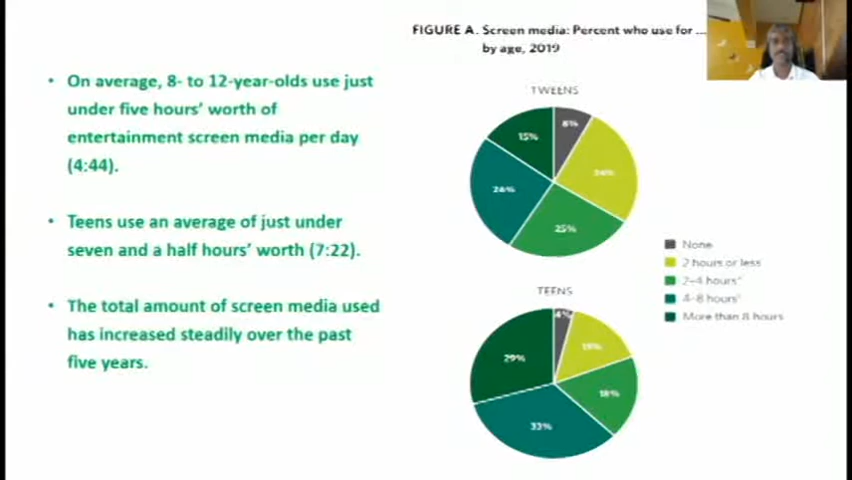 FIGURE A. Screen media: Percent who use for ...
by age, 2019
• On average, 8- to 12-year-olds use just
under five hours' worth of
entertainment screen media per day
(4:44).
• Teens use an average of just under
seven and a half hours' worth (7:22).
• The total amount of screen media used
has increased steadily over the past
five years.
TWEENS
8%
15%
25%
TEENS
4%
29%
18%
33%
None
2 hours or less
2–4 hours*
4–8 hours*
More than 8 hours